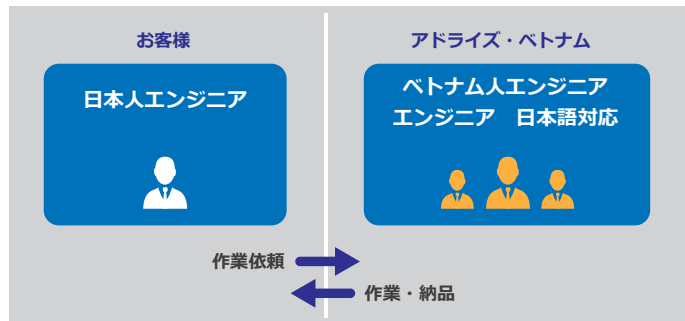 お客様
アドライズ・ベトナム
日本人エンジニア
ベトナム人エンジニア
エンジニア　日本語対応
作業依頼
作業・納品